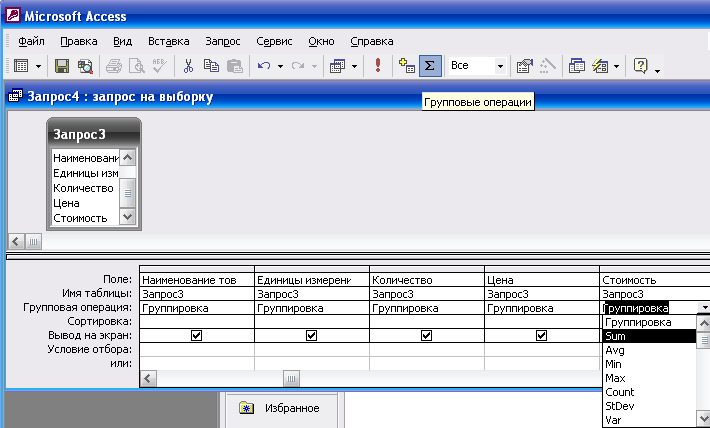 Microsoft Access
Файл Правка Вид Вставка Запрос Сервис Окно Справка
Σ Все
Групповые операции
Запрос4 : запрос на выборку
Запрос3
Наименовани
Единицы изм
Количество
Цена
Стоимость
Поле: Наименование тов Единицы измерени Количество Цена Стоимость
Имя таблицы: Запрос3 Запрос3 Запрос3 Запрос3 Запрос3
Групповая операция: Группировка Группировка Группировка Группировка Группировка
Сортировка:
Вывод на экран:
Условие отбора:
или:
Группировка
Sum
Avg
Min
Max
Count
StDev
Var
Избранное